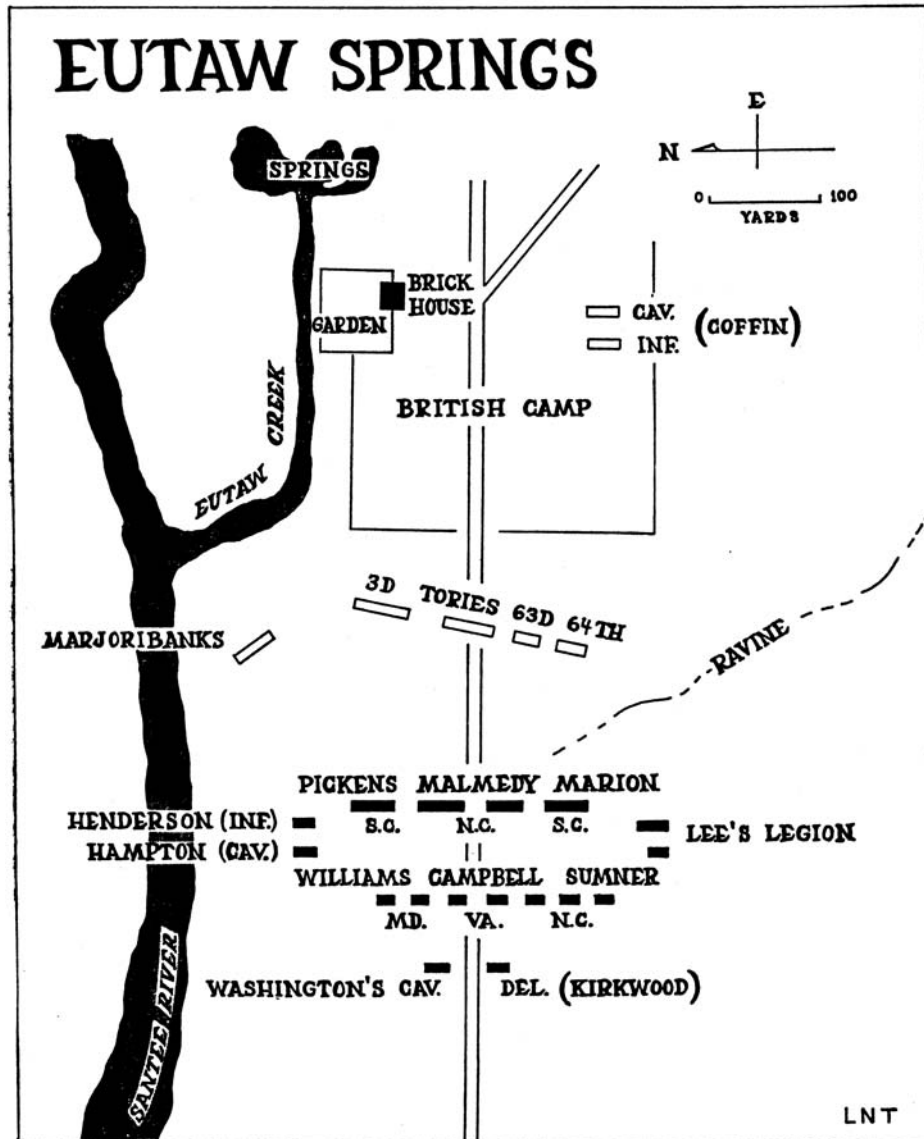 EUTAW SPRINGS
E
N
0 100
YARDS
SPRINGS
BRICK
HOUSE
GARDEN
CAV.
INF.
(COFFIN)
BRITISH CAMP
EUTAW CREEK
3D TORIES 63D 64TH
MARJORIBANKS
RAVINE
PICKENS MALMEDY MARION
S.C. N.C. S.C.
HENDERSON (INF.)
HAMPTON (CAV.)
LEE'S LEGION
WILLIAMS CAMPBELL SUMNER
MD. VA. N.C.
WASHINGTON'S CAV. DEL. (KIRKWOOD)
SANTEE RIVER
LNT